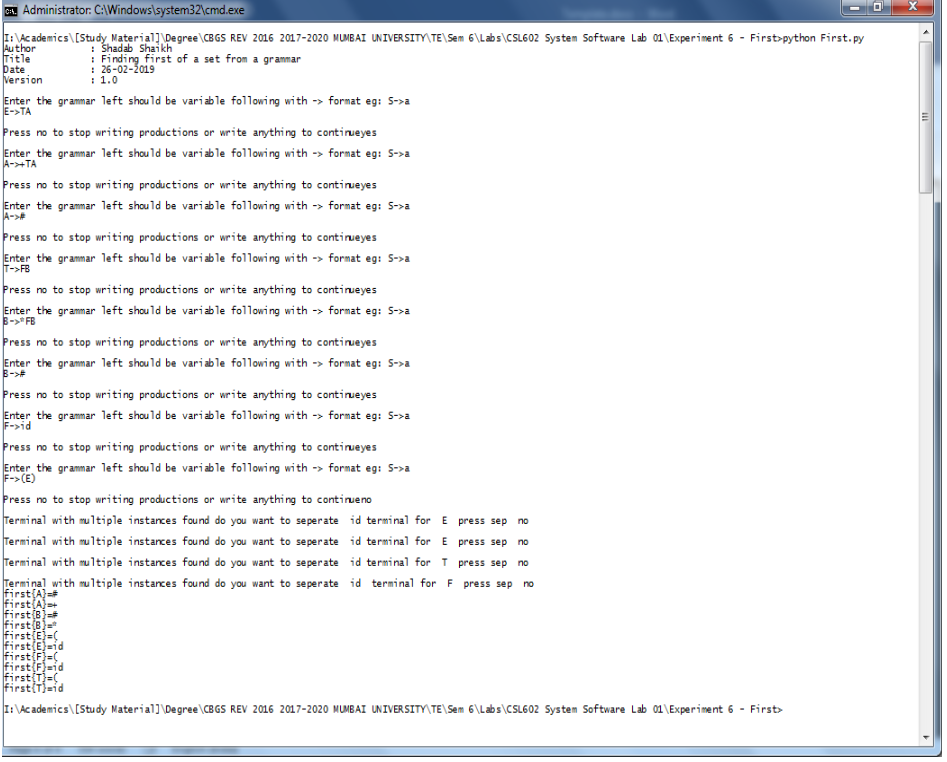 Administrator: C:\Windows\system32\cmd.exe
I:\Academics\[Study Material]\Degree\CBGS REV 2016 2017-2020 MUMBAI UNIVERSITY\TE\Sem 6\Labs\CSL602 System Software Lab 01\Experiment 6 - First>python First.py
Author : Shadab Shaikh
Title : Finding first of a set from a grammar
Date : 26-02-2019
Version : 1.0
Enter the grammar left should be variable following with -> format eg: S->a
E->TA
Press no to stop writing productions or write anything to continueyes
Enter the grammar left should be variable following with -> format eg: S->a
A->+TA
Press no to stop writing productions or write anything to continueyes
Enter the grammar left should be variable following with -> format eg: S->a
A->#
Press no to stop writing productions or write anything to continueyes
Enter the grammar left should be variable following with -> format eg: S->a
T->FB
Press no to stop writing productions or write anything to continueyes
Enter the grammar left should be variable following with -> format eg: S->a
B->*FB
Press no to stop writing productions or write anything to continueyes
Enter the grammar left should be variable following with -> format eg: S->a
B->#
Press no to stop writing productions or write anything to continueyes
Enter the grammar left should be variable following with -> format eg: S->a
F->id
Press no to stop writing productions or write anything to continueyes
Enter the grammar left should be variable following with -> format eg: S->a
F->(E)
Press no to stop writing productions or write anything to continueno
Terminal with multiple instances found do you want to seperate  id terminal for  E  press sep  no
Terminal with multiple instances found do you want to seperate  id terminal for  E  press sep  no
Terminal with multiple instances found do you want to seperate  id terminal for  T  press sep  no
Terminal with multiple instances found do you want to seperate  id  terminal for  F  press sep  no
first{A}=#
first{A}=+
first{B}=#
first{B}=*
first{E}=(
first{E}=id
first{F}=(
first{F}=id
first{T}=(
first{T}=id
I:\Academics\[Study Material]\Degree\CBGS REV 2016 2017-2020 MUMBAI UNIVERSITY\TE\Sem 6\Labs\CSL602 System Software Lab 01\Experiment 6 - First>